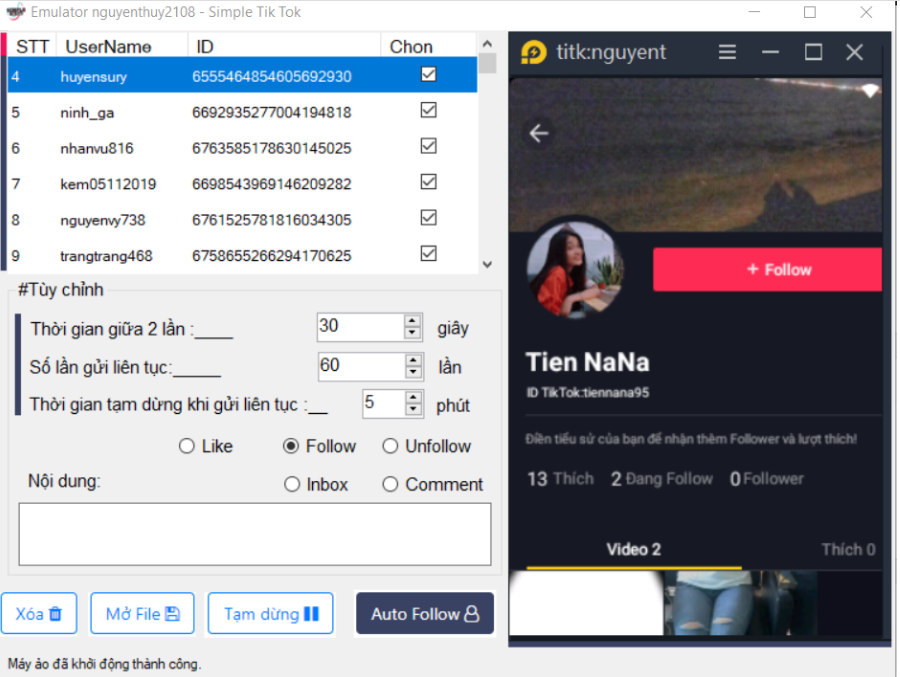 Emulator nguyenthuy2108 - Simple Tik Tok
STT UserName ID Chon
4 huyensury 6555464854605692930
5 ninh_ga 6692935277004194818
6 nhanvu816 6763585178630145025
7 kem05112019 6698543969146209282
8 nguyenvy738 6761525781816034305
9 trangtrang468 6758655266294170625
#Tùy chỉnh
Thời gian giữa 2 lần :____ 30 giây
Số lần gửi liên tục:_____ 60 lần
Thời gian tạm dừng khi gửi liên tục :__ 5 phút
Like Follow Unfollow
Nội dung: Inbox Comment
Xóa Mở File Tạm dừng Auto Follow
Máy ảo đã khởi động thành công.
titk:nguyent
+ Follow
Tien NaNa
ID TikTok:tiennana95
Điền tiểu sử của bạn để nhận thêm Follower và lượt thích!
13 Thích 2 Đang Follow 0 Follower
Video 2 Thích 0